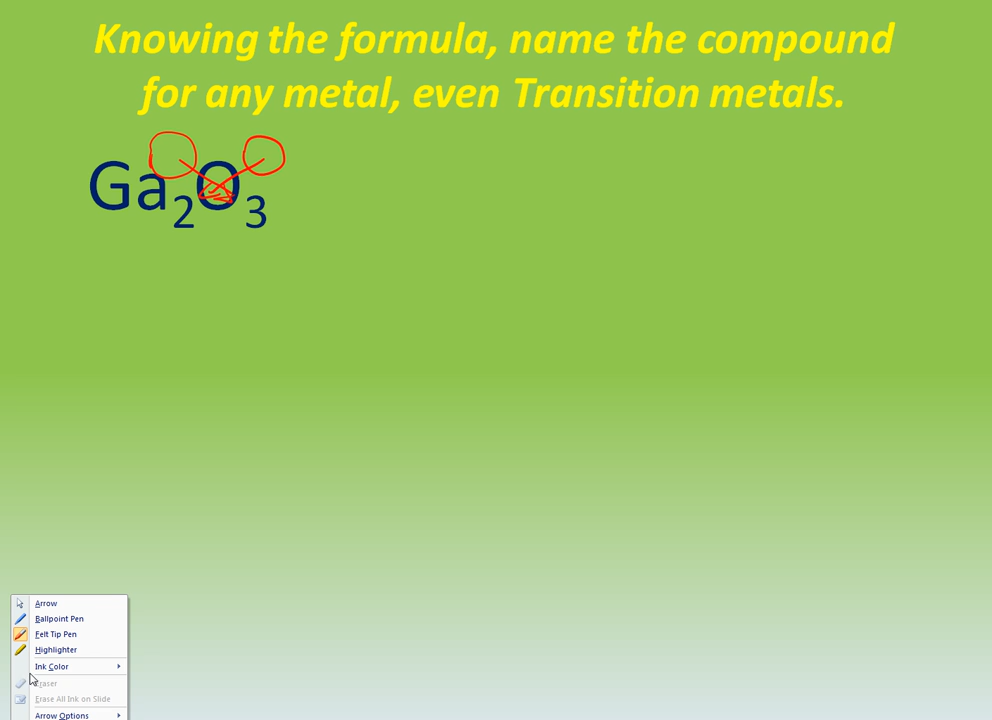 Knowing the formula, name the compound
for any metal, even Transition metals.
Ga₂O₃
Arrow
Ballpoint Pen
Felt Tip Pen
Highlighter
Ink Color
Eraser
Erase All Ink on Slide
Arrow Options